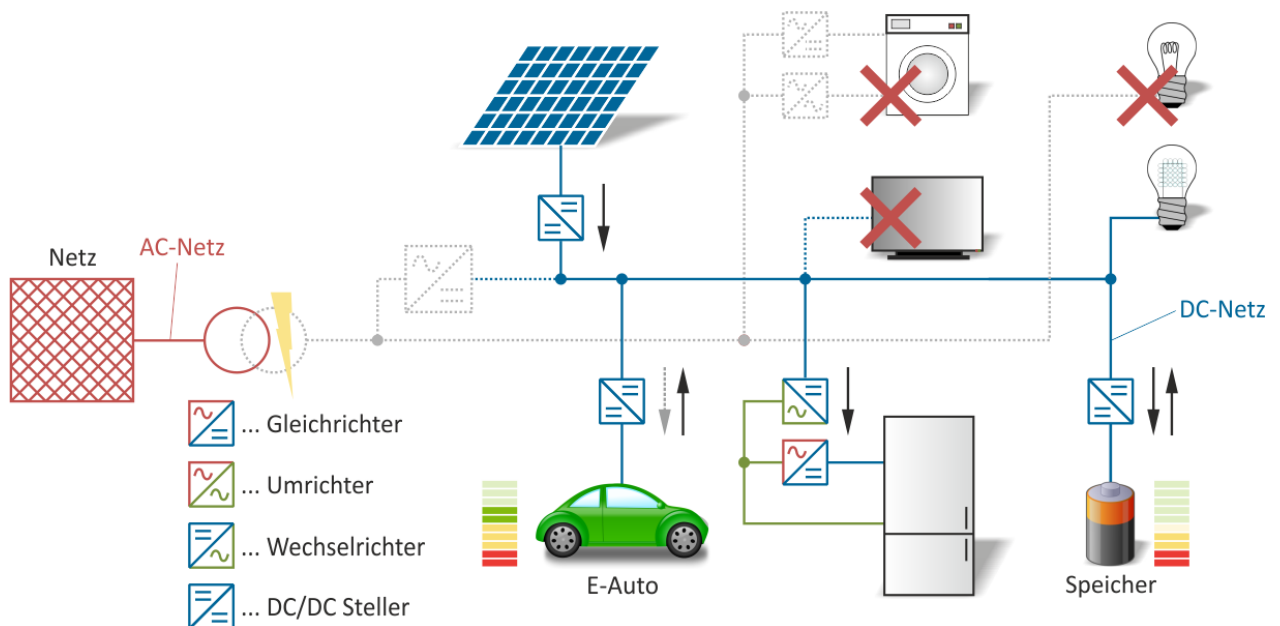 Netz
AC-Netz
DC-Netz
... Gleichrichter
... Umrichter
... Wechselrichter
... DC/DC Steller
E-Auto
Speicher